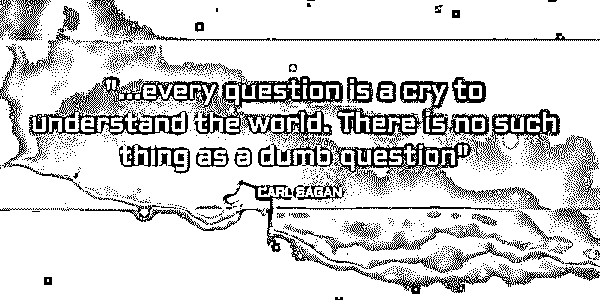 "...every question is a cry to
understand the world. There is no such
thing as a dumb question"
CARL SAGAN